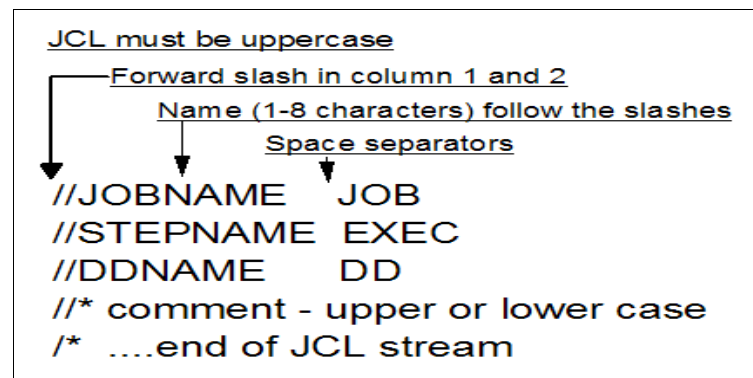 JCL must be uppercase
Forward slash in column 1 and 2
Name (1-8 characters) follow the slashes
Space separators
//JOBNAME JOB
//STEPNAME EXEC
//DDNAME DD
//* comment - upper or lower case
/* ....end of JCL stream